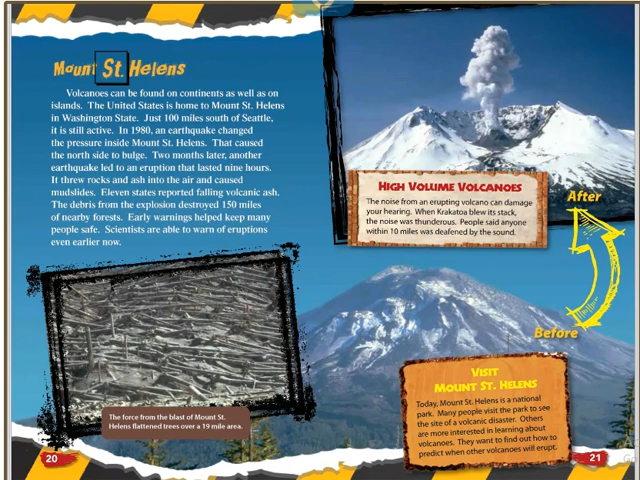 Mount St. Helens
Volcanoes can be found on continents as well as on
islands. The United States is home to Mount St. Helens
in Washington State. Just 100 miles south of Seattle,
it is still active. In 1980, an earthquake changed
the pressure inside Mount St. Helens. That caused
the north side to bulge. Two months later, another
earthquake led to an eruption that lasted nine hours.
It threw rocks and ash into the air and caused
mudslides. Eleven states reported falling volcanic ash.
The debris from the explosion destroyed 150 miles
of nearby forests. Early warnings helped keep many
people safe. Scientists are able to warn of eruptions
even earlier now.
The force from the blast of Mount St.
Helens flattened trees over a 19 mile area.
20
High Volume Volcanoes
The noise from an erupting volcano can damage
your hearing. When Krakatoa blew its stack,
the noise was thunderous. People said anyone
within 10 miles was deafened by the sound.
After
Before
Visit
Mount St. Helens
Today, Mount St. Helens is a national
park. Many people visit the park to see
the site of a volcanic disaster. Others
are more interested in learning about
volcanoes. They want to find out how to
predict when other volcanoes will erupt.
21